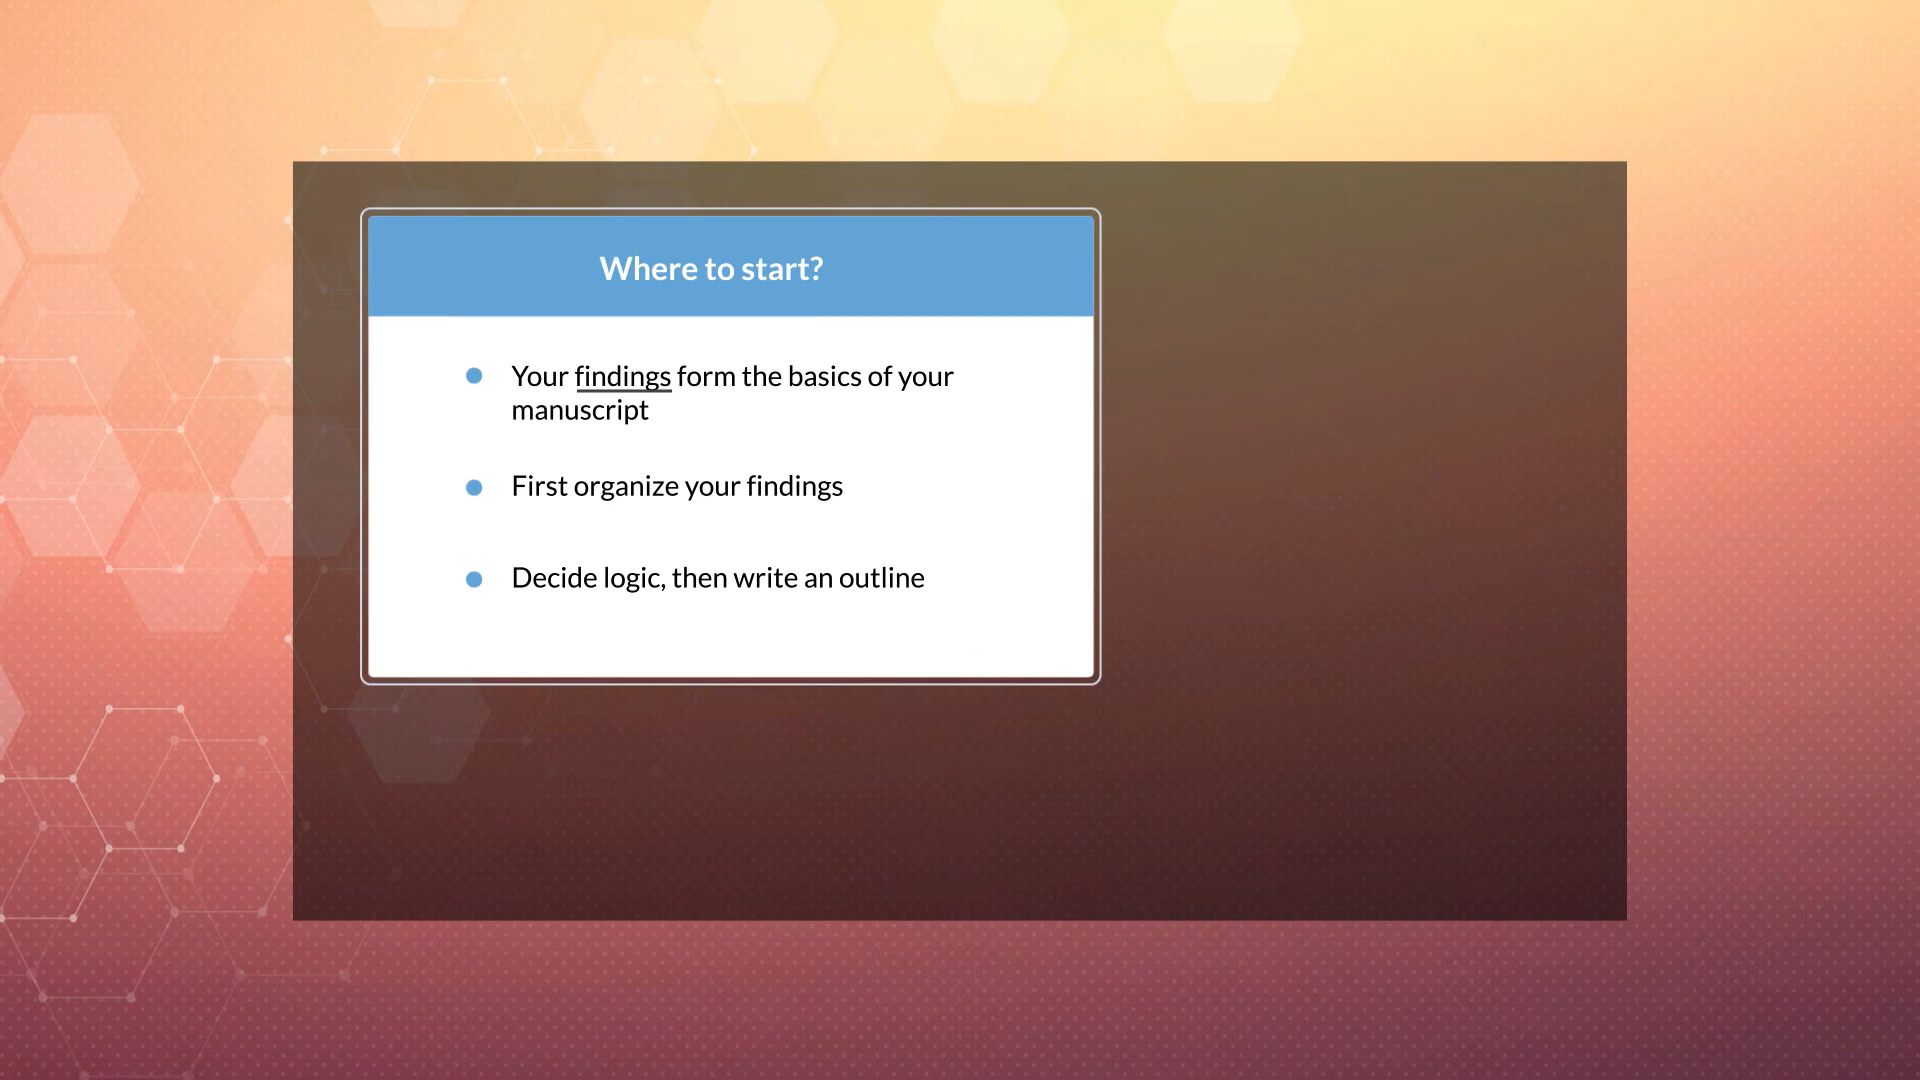 Where to start?
Your findings form the basics of your
manuscript
First organize your findings
Decide logic, then write an outline